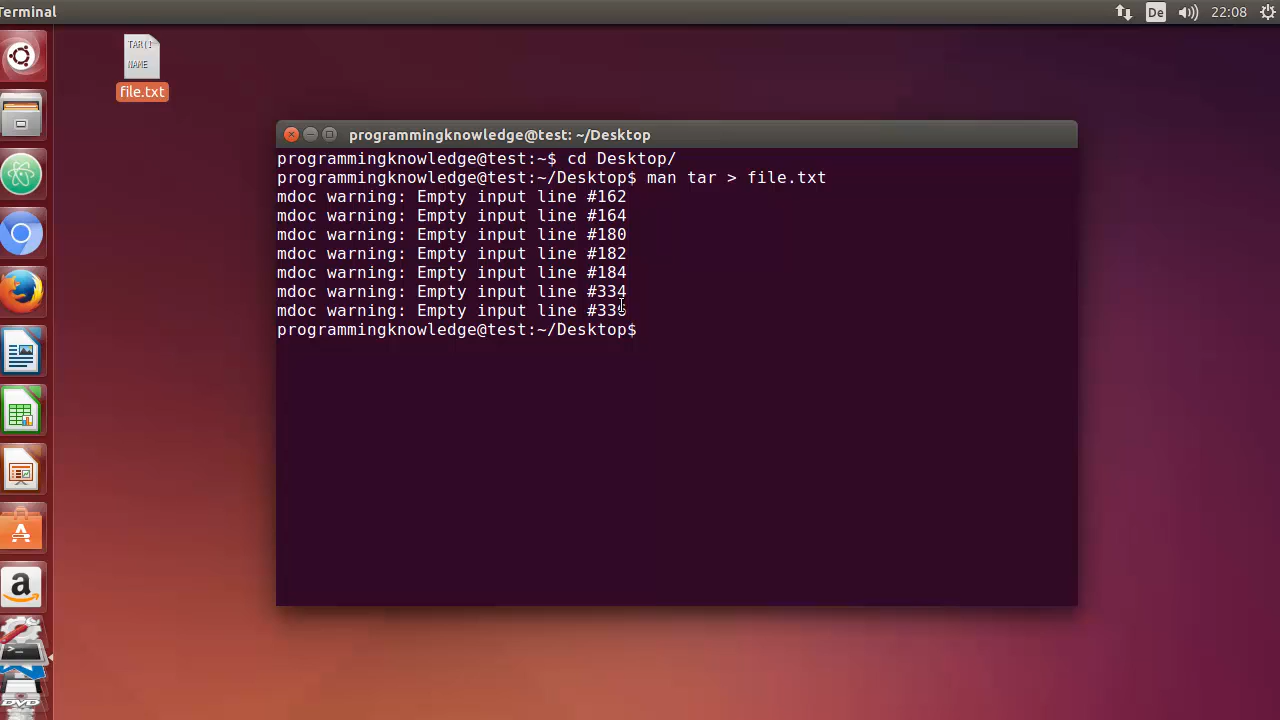 Terminal
De
22:08
TAR(1
NAME
file.txt
programmingknowledge@test: ~/Desktop
programmingknowledge@test:~$ cd Desktop/
programmingknowledge@test:~/Desktop$ man tar > file.txt
mdoc warning: Empty input line #162
mdoc warning: Empty input line #164
mdoc warning: Empty input line #180
mdoc warning: Empty input line #182
mdoc warning: Empty input line #184
mdoc warning: Empty input line #334
mdoc warning: Empty input line
programmingknowledge@test:~/Desktop$
a
DVD